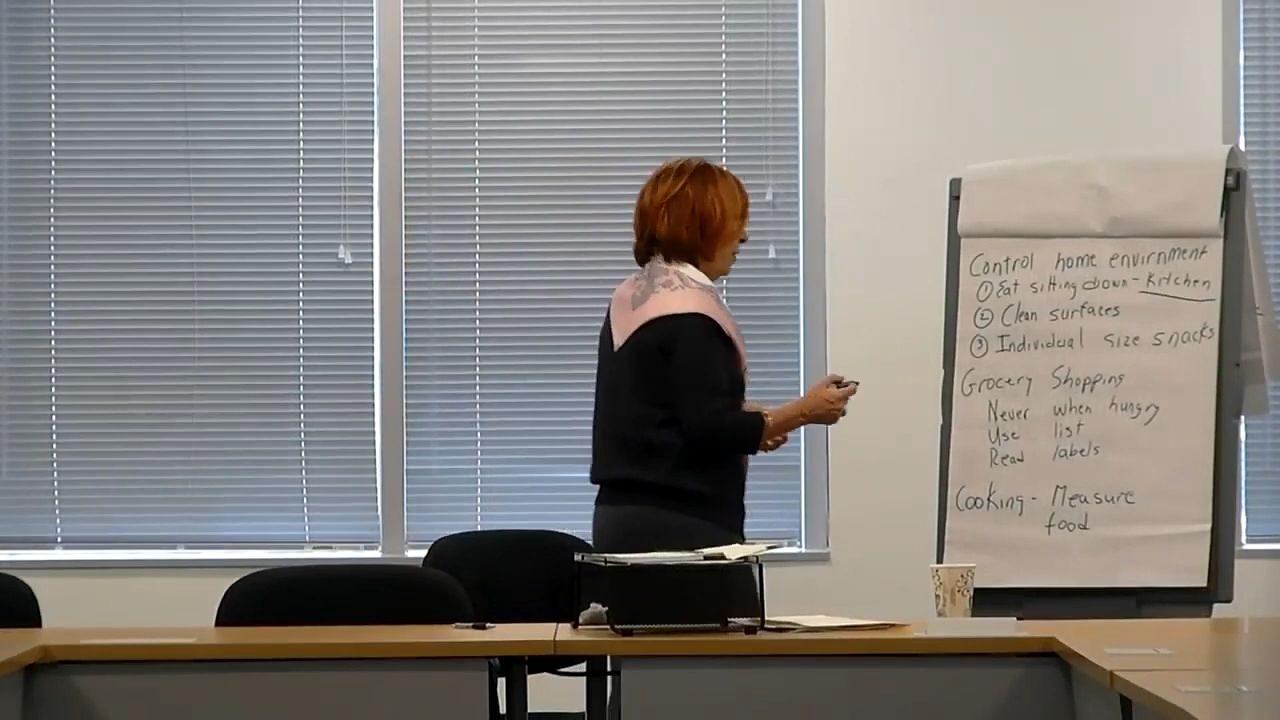 Control home envirnment
① Eat sitting down - Kitchen
② Clean surfaces
③ Individual size snacks
Grocery Shopping
Never when hungry
Use list
Read labels
Cooking - Measure
food